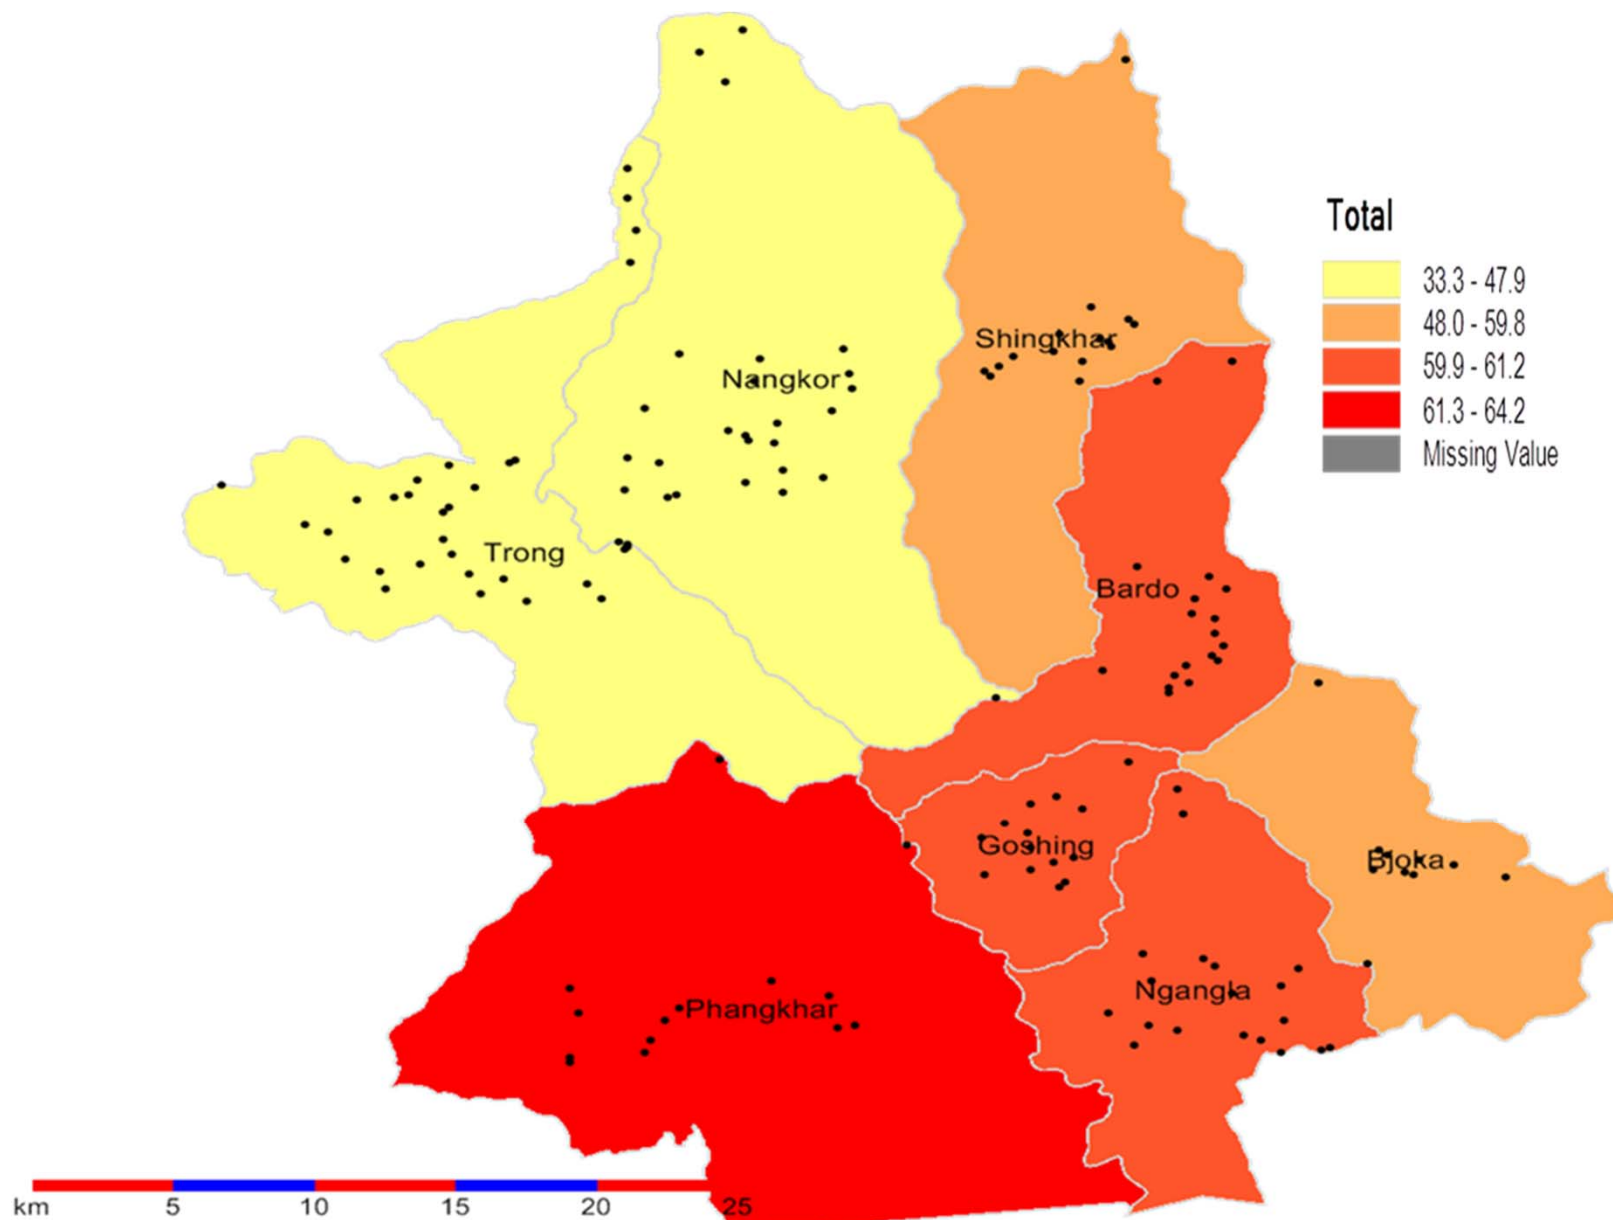 Total
33.3 - 47.9
48.0 - 59.8
59.9 - 61.2
61.3 - 64.2
Missing Value
Shingkhar
Nangkor
Trong
Bardo
Goshing
Bjoka
Ngangla
Phangkhar
km 5 10 15 20 25